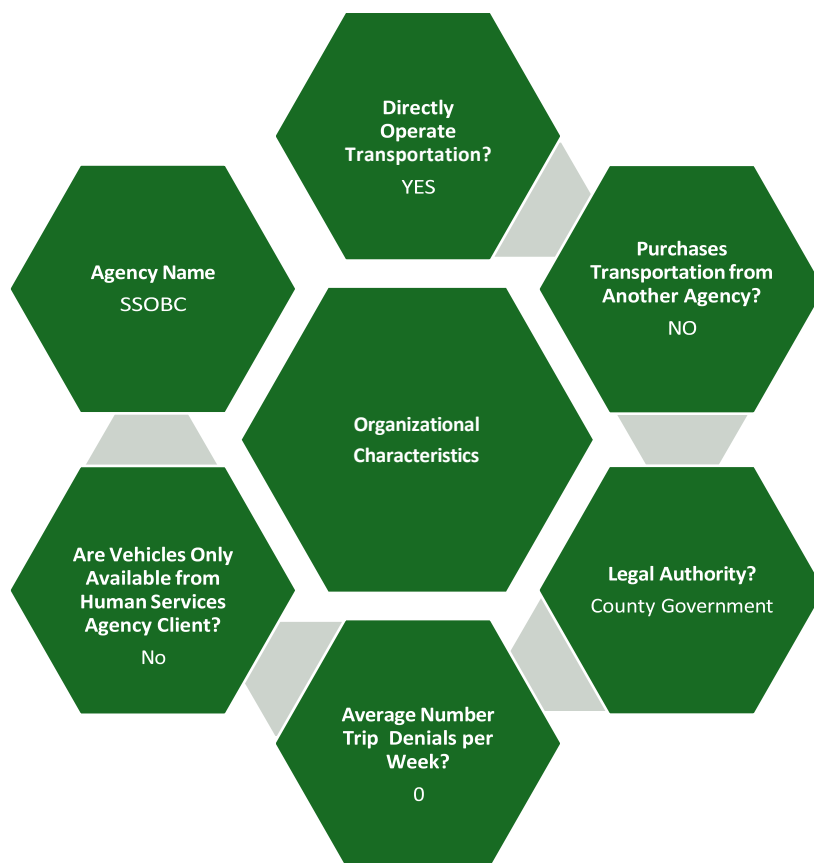 Directly
Operate
Transportation?
YES
Purchases
Transportation from
Another Agency?
NO
Legal Authority?
County Government
Average Number
Trip Denials per
Week?
0
Are Vehicles Only
Available from
Human Services
Agency Client?
No
Agency Name
SSOBC
Organizational
Characteristics